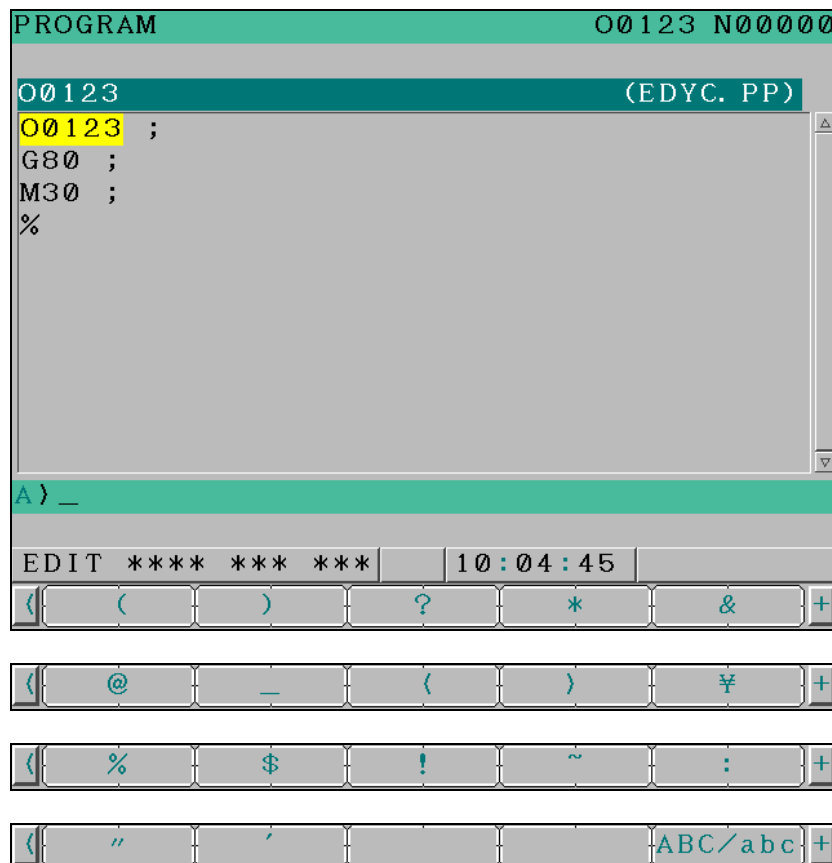 PROGRAM O0123 N00000
O0123 (EDYC. PP)
O0123 ;
G80 ;
M30 ;
%
A〉_
EDIT **** *** *** 10:04:45
〈 ( ) ? * & +
〈 @ _ 〈 〉 ¥ +
〈 % $ ! ~ : +
〈 " ' ABC/abc +